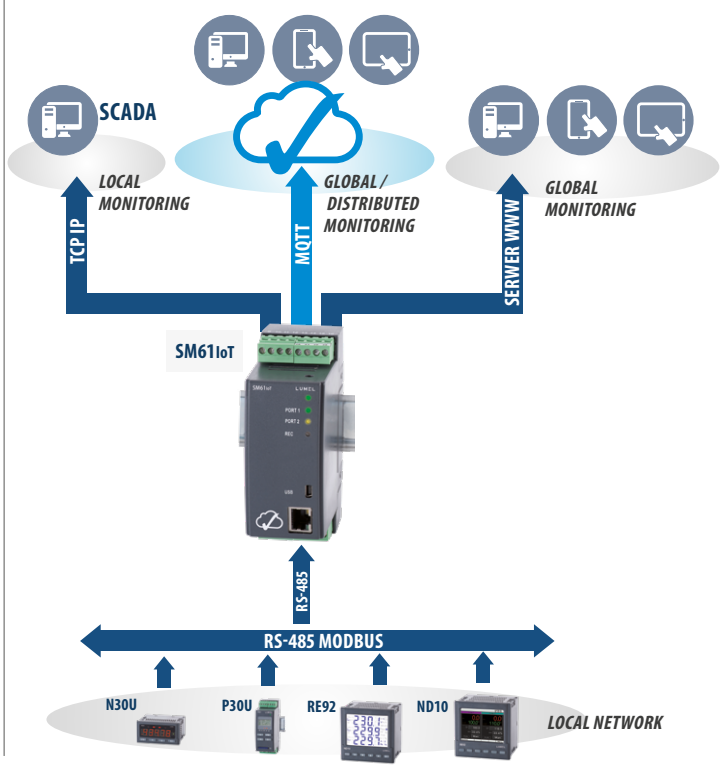 SCADA
LOCAL
MONITORING
GLOBAL /
DISTRIBUTED
MONITORING
GLOBAL
MONITORING
TCP IP
MQTT
SERWER WWW
SM61IoT
SM61IoT LUMEL
PORT 1
PORT 2
REC
USB
RS-485
RS-485 MODBUS
N30U
P30U
RE92
ND10
LOCAL NETWORK